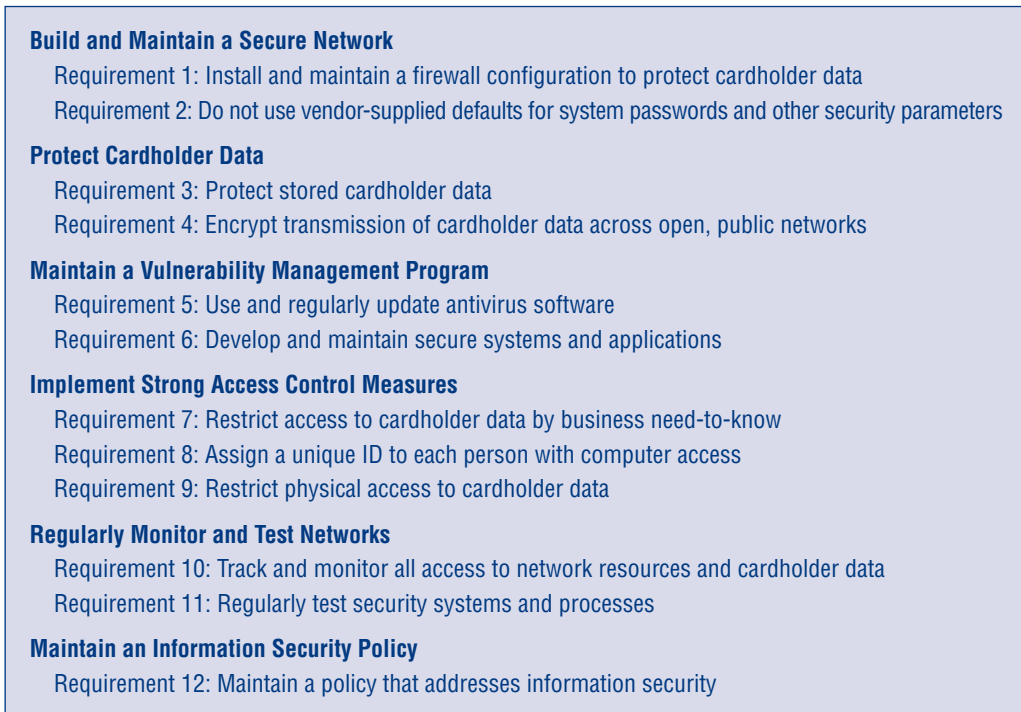 Build and Maintain a Secure Network
Requirement 1: Install and maintain a firewall configuration to protect cardholder data
Requirement 2: Do not use vendor-supplied defaults for system passwords and other security parameters
Protect Cardholder Data
Requirement 3: Protect stored cardholder data
Requirement 4: Encrypt transmission of cardholder data across open, public networks
Maintain a Vulnerability Management Program
Requirement 5: Use and regularly update antivirus software
Requirement 6: Develop and maintain secure systems and applications
Implement Strong Access Control Measures
Requirement 7: Restrict access to cardholder data by business need-to-know
Requirement 8: Assign a unique ID to each person with computer access
Requirement 9: Restrict physical access to cardholder data
Regularly Monitor and Test Networks
Requirement 10: Track and monitor all access to network resources and cardholder data
Requirement 11: Regularly test security systems and processes
Maintain an Information Security Policy
Requirement 12: Maintain a policy that addresses information security